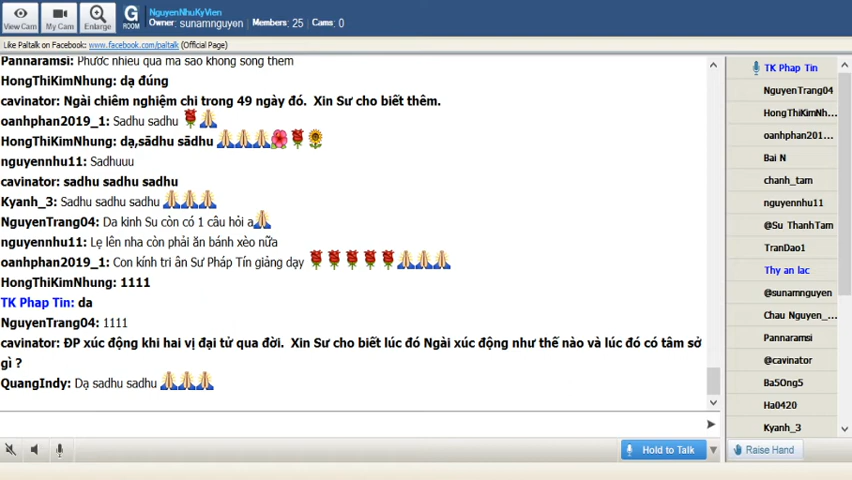 View Cam
My Cam
Enlarge
G
ROOM
NguyenNhuKyVien
Owner: sunamnguyen Members: 25 Cams: 0
Like Paltalk on Facebook: www.facebook.com/paltalk (Official Page)
Pannaramsi: Phước nhieu qua ma sao khong song them
HongThiKimNhung: dạ đúng
cavinator: Ngài chiêm nghiệm chi trong 49 ngày đó. Xin Sư cho biết thêm.
oanhphan2019_1: Sadhu sadhu
HongThiKimNhung: dạ,sādhu sādhu
nguyennhu11: Sadhuuu
cavinator: sadhu sadhu sadhu
Kyanh_3: Sadhu sadhu sadhu
NguyenTrang04: Da kinh Su còn có 1 câu hỏi a
nguyennhu11: Lẹ lên nha còn phải ăn bánh xèo nữa
oanhphan2019_1: Con kính tri ân Sư Pháp Tín giảng dạy
HongThiKimNhung: 1111
TK Phap Tin: da
NguyenTrang04: 1111
cavinator: ĐP xúc động khi hai vị đại tử qua đời. Xin Sư cho biết lúc đó Ngài xúc động như thế nào và lúc đó có tâm sở
gì ?
QuangIndy: Dạ sadhu sadhu
Hold to Talk
TK Phap Tin
NguyenTrang04
HongThiKimNh...
oanhphan201...
Bai N
chanh_tam
nguyennhu11
@Su ThanhTam
TranDao1
Thy an lac
@sunamnguyen
Chau Nguyen_...
Pannaramsi
@cavinator
Ba5Ong5
Ha0420
Kyanh_3
Raise Hand